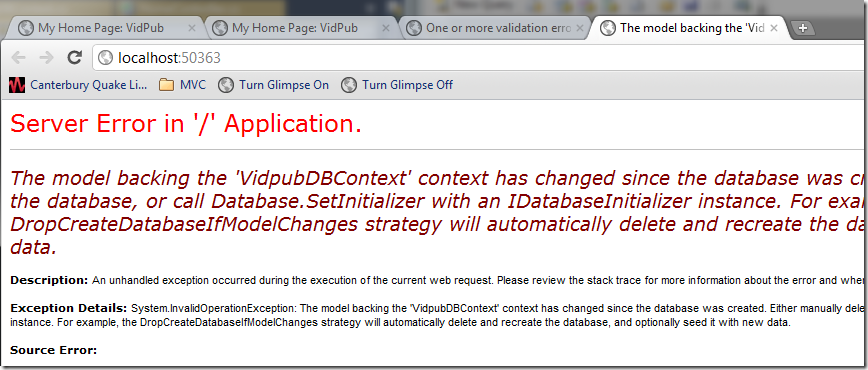 New Query
My Home Page: VidPub
My Home Page: VidPub
One or more validation erro
The model backing the 'Vid
localhost:50363
Canterbury Quake Li...
MVC
Turn Glimpse On
Turn Glimpse Off
Server Error in '/' Application.
The model backing the 'VidpubDBContext' context has changed since the database was cr
the database, or call Database.SetInitializer with an IDatabaseInitializer instance. For exa
DropCreateDatabaseIfModelChanges strategy will automatically delete and recreate the da
data.
Description: An unhandled exception occurred during the execution of the current web request. Please review the stack trace for more information about the error and wher
Exception Details: System.InvalidOperationException: The model backing the 'VidpubDBContext' context has changed since the database was created. Either manually dele
instance. For example, the DropCreateDatabaseIfModelChanges strategy will automatically delete and recreate the database, and optionally seed it with new data.
Source Error: